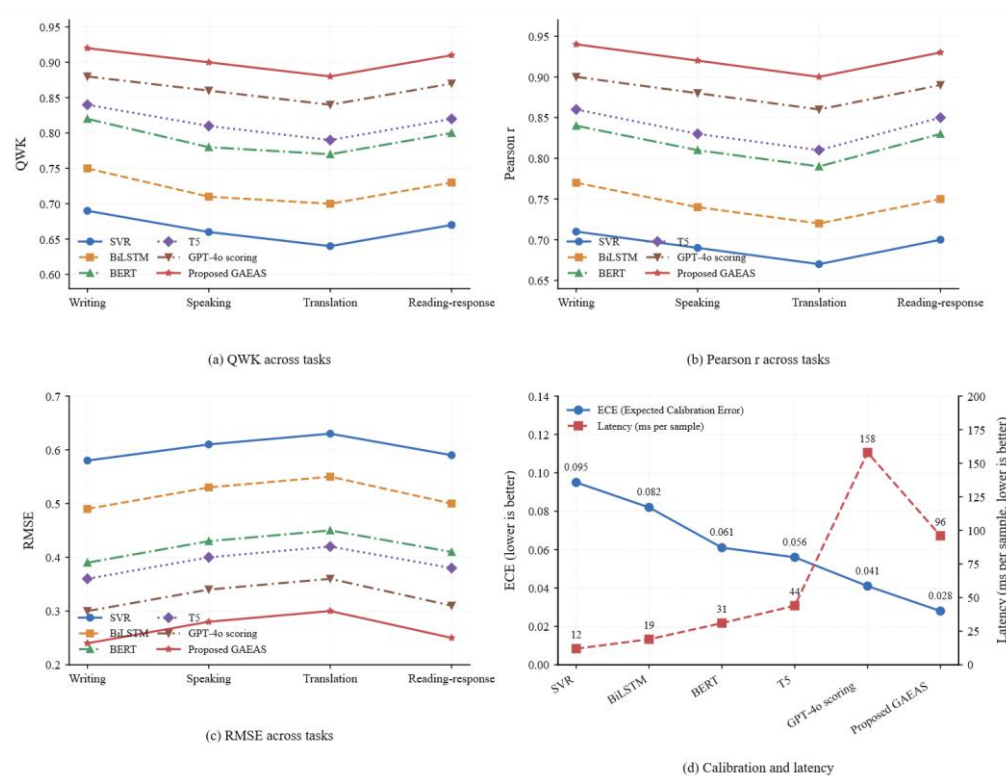 0.95
0.90
0.85
0.80
0.75
0.70
0.65
0.60
QWK
SVR
BiLSTM
BERT
T5
GPT-4o scoring
Proposed GAEAS
Writing Speaking Translation Reading-response
(a) QWK across tasks
0.95
0.90
0.85
0.80
0.75
0.70
0.65
Pearson r
SVR
BiLSTM
BERT
T5
GPT-4o scoring
Proposed GAEAS
Writing Speaking Translation Reading-response
(b) Pearson r across tasks
0.7
0.6
0.5
0.4
0.3
0.2
RMSE
SVR
BiLSTM
BERT
T5
GPT-4o scoring
Proposed GAEAS
Writing Speaking Translation Reading-response
(c) RMSE across tasks
0.14
0.12
0.10
0.08
0.06
0.04
0.02
0.00
ECE (lower is better)
ECE (Expected Calibration Error)
Latency (ms per sample)
0.095
0.082
0.061
0.056
0.041
0.028
12
19
31
44
158
96
200
175
150
125
100
75
50
25
0
Latency (ms per sample, lower is better)
SVR
BiLSTM
BERT
T5
GPT-4o scoring
Proposed GAEAS
(d) Calibration and latency